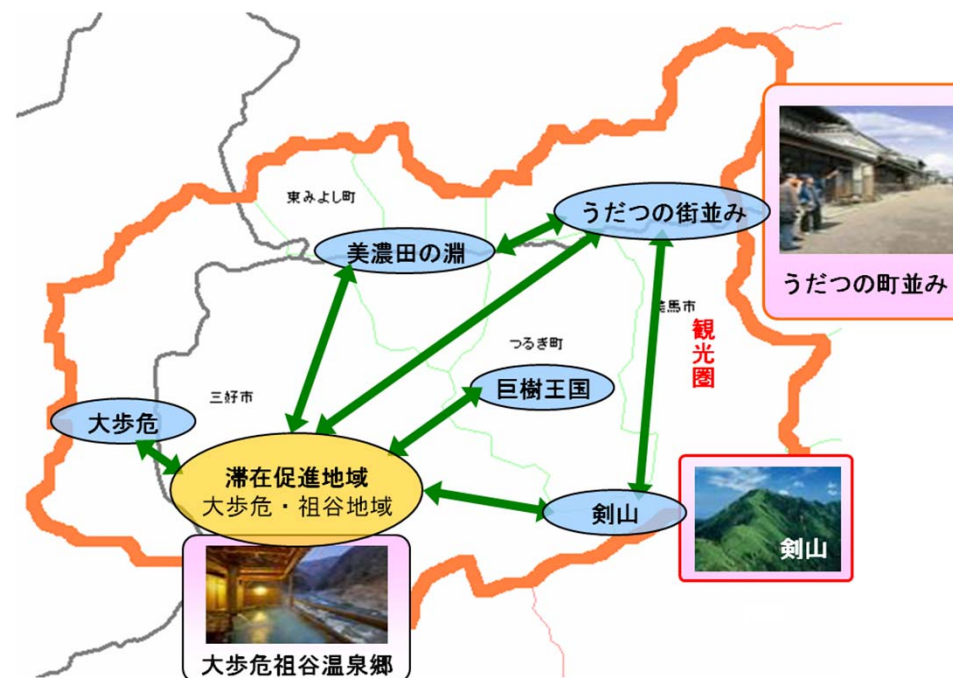 東みよし町
うだつの街並み
美濃田の淵
うだつの町並み
美馬市
観光圏
つるぎ町
巨樹王国
三好市
大歩危
滞在促進地域
大歩危・祖谷地域
剣山
剣山
大歩危祖谷温泉郷